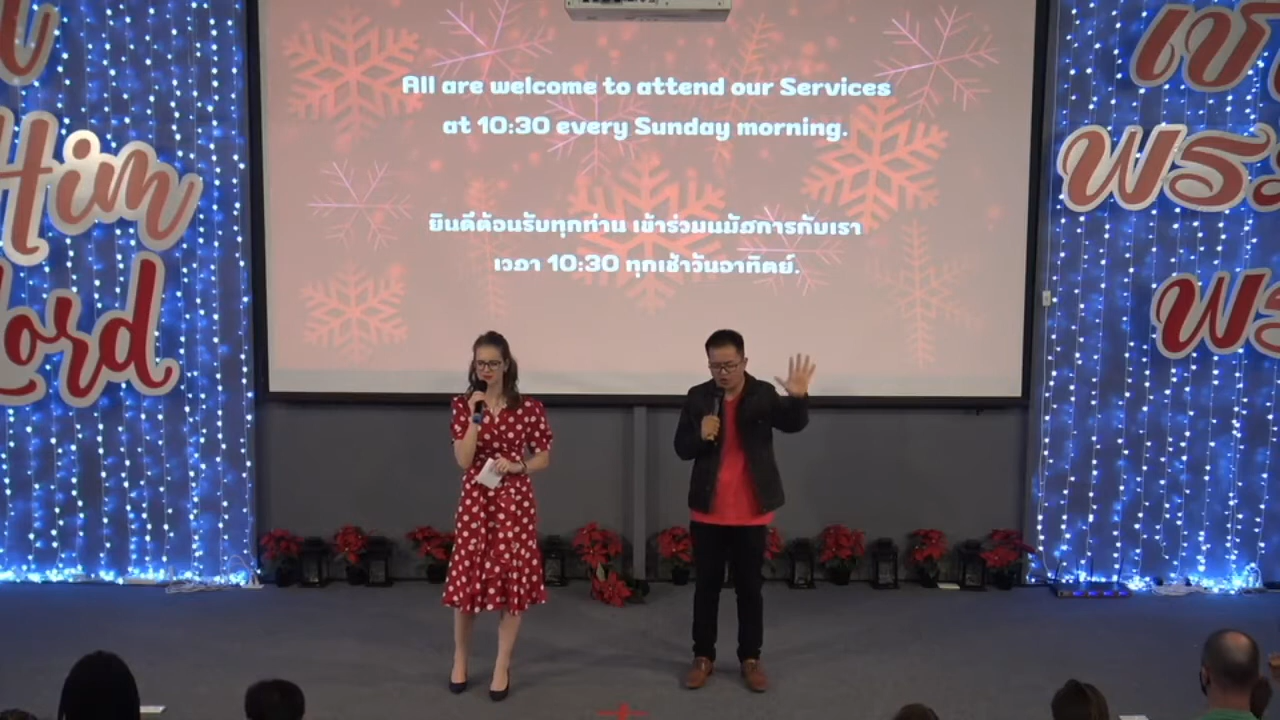 All are welcome to attend our Services
at 10:30 every Sunday morning.
ยินดีต้อนรับทุกท่าน เข้าร่วมนมัสการกับเรา
เวลา 10:30 ทุกเช้าวันอาทิตย์.
Him
Lord
พระ